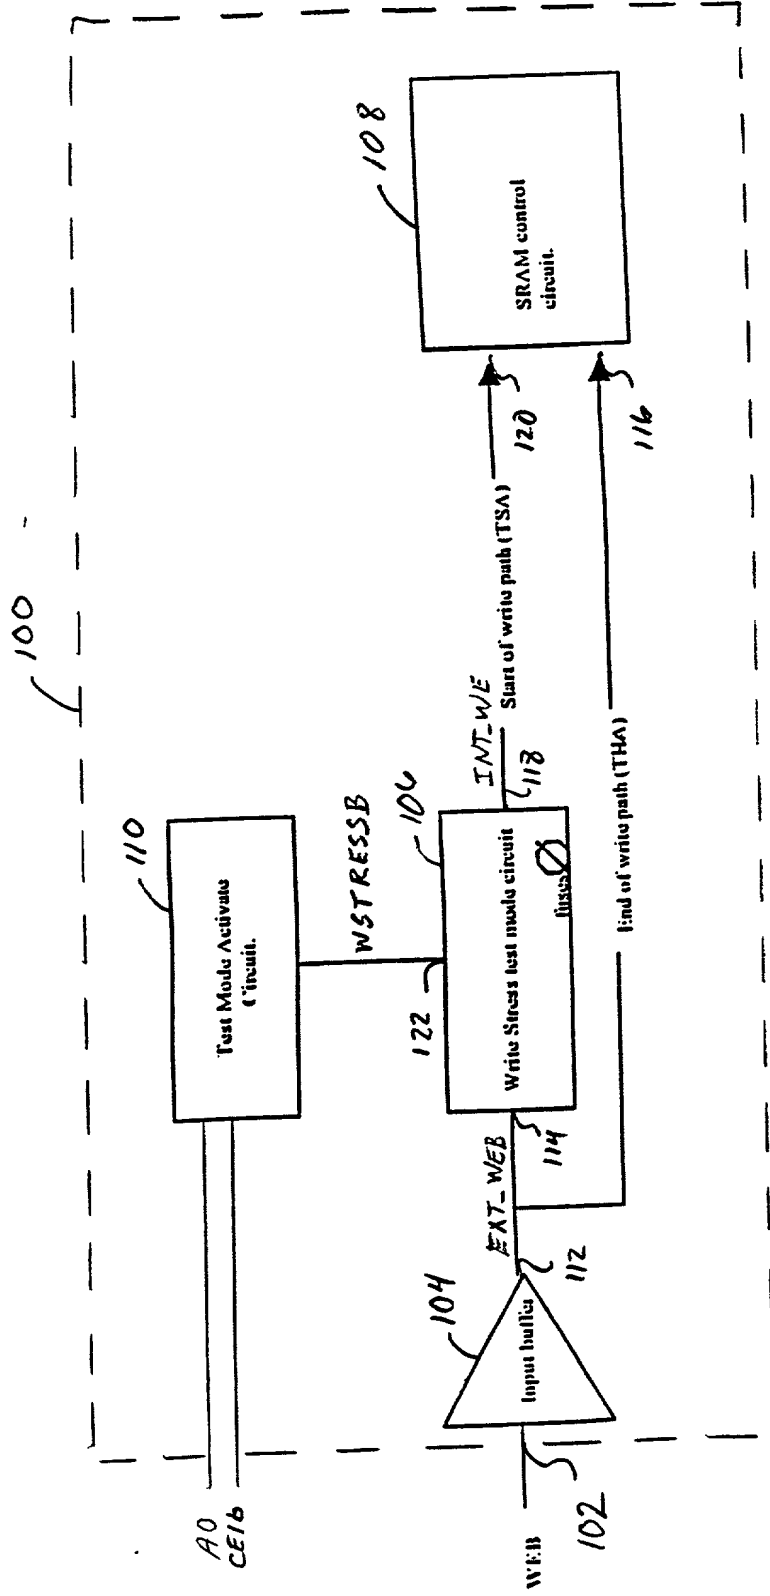 100
A0
CE1b
110
Test Mode Activate
Circuit.
WSTRESSB
108
SRAM control
circuit.
104
Input buffer
WEB
102
EXT_WEB
112
114
122
106
Write Stress test mode circuit
fuses
INT_WE
118
Start of write path (TSA)
120
End of write path (THA)
116